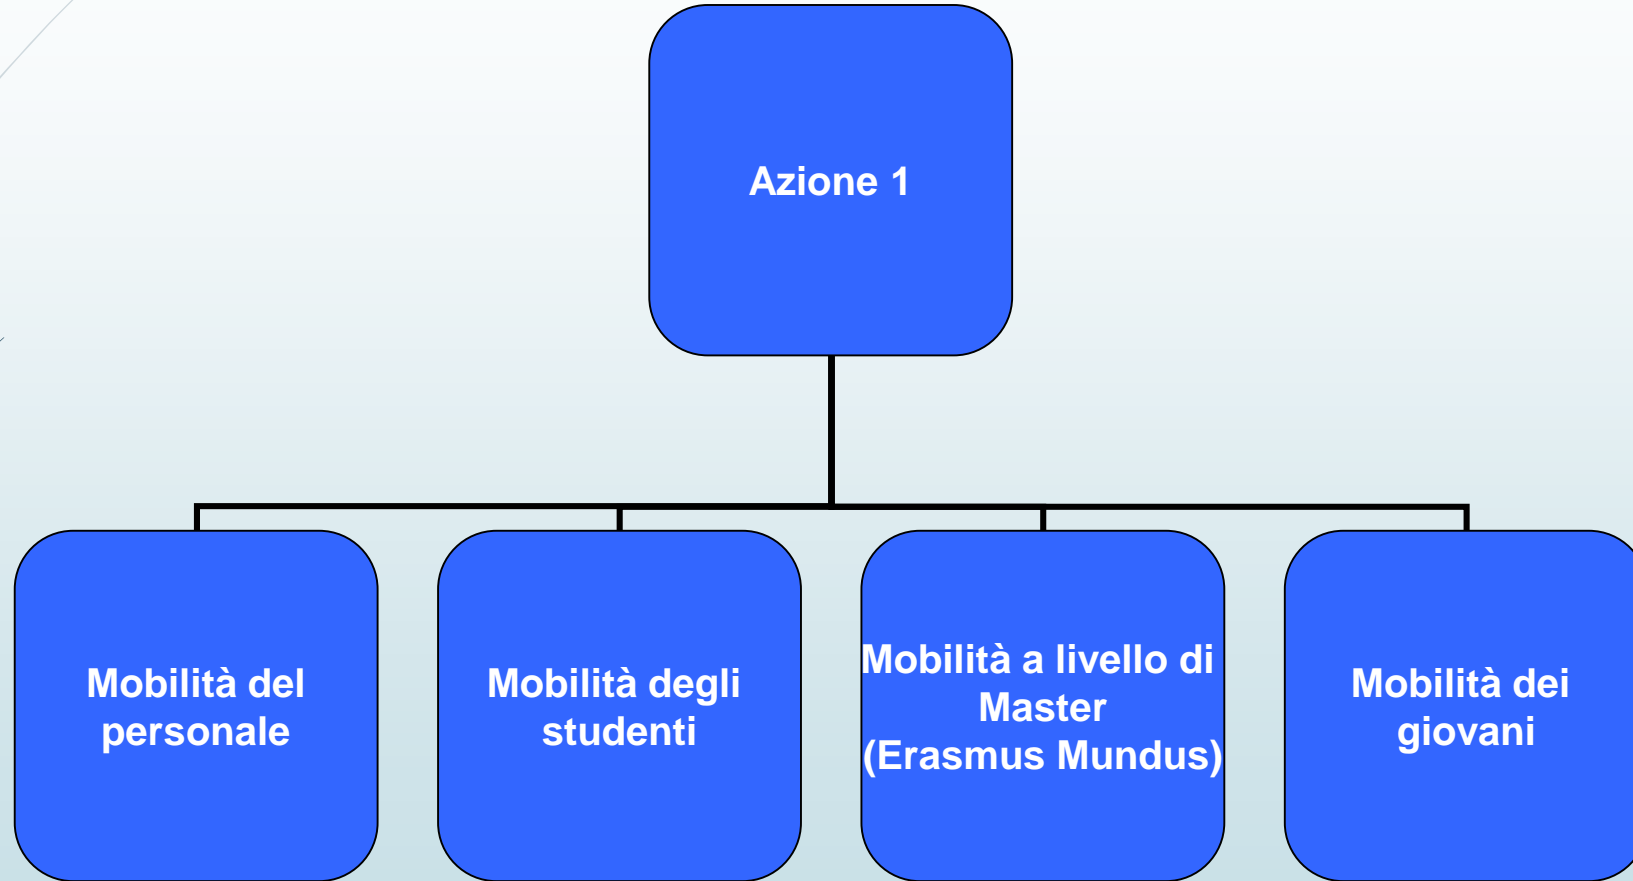 Azione 1
Mobilità del
personale
Mobilità degli
studenti
Mobilità a livello di
Master
(Erasmus Mundus)
Mobilità dei
giovani